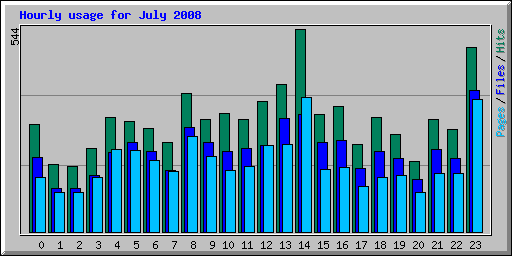 Hourly usage for July 2008
544
Pages/Files/Hits
0 1 2 3 4 5 6 7 8 9 10 11 12 13 14 15 16 17 18 19 20 21 22 23